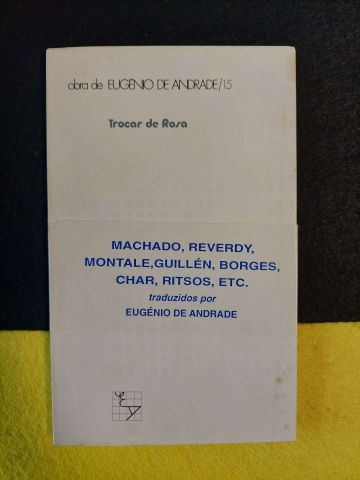 obra de EUGÉNIO DE ANDRADE/15
Trocar de Rosa
MACHADO, REVERDY,
MONTALE,GUILLÉN, BORGES,
CHAR, RITSOS, ETC.
traduzidos por
EUGÉNIO DE ANDRADE